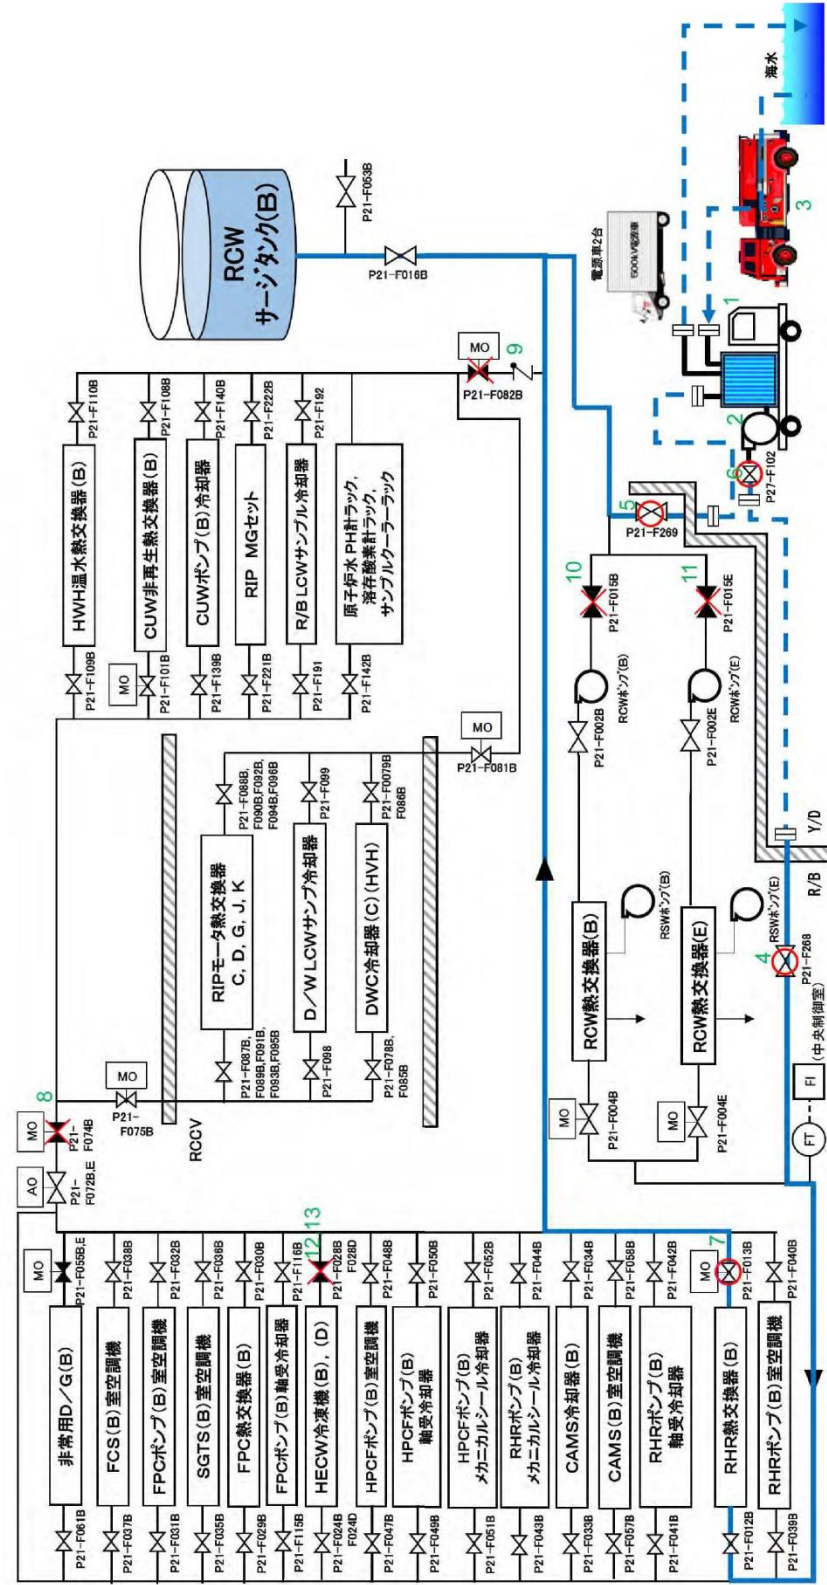 海水
3
電源車2台
500kV電源車
1
2
6
P27-F102
RCW
サージタンク(B)
P21-F053B
P21-F016B
MO
P21-F082B
9
5
P21-F269
HWH温水熱交換器(B)
P21-F109B
P21-F110B
CUW非再生熱交換器(B)
MO
P21-F101B
P21-F108B
CUWポンプ(B)冷却器
P21-F139B
P21-F140B
RIP MGセット
P21-F221B
P21-F222B
R/B LCWサンプル冷却器
P21-F191
P21-F192
原子炉水PH計ラック,
溶存酸素計ラック,
サンプルクーラーラック
P21-F142B
MO
P21-F081B
RIPモータ熱交換器
C, D, G, J, K
P21-F087B,
F089B,F091B,
F093B,F095B
P21-F088B,
F090B,F092B,
F094B,F096B
D/W LCWサンプ冷却器
P21-F098
P21-F099
DWC冷却器(C)(HVH)
P21-F078B,
F085B
P21-F0079B
F086B
RCCV
MO
P21-
F075B
8
MO
P21-
F074B
AO
P21-
F072B,E
10
P21-F015B
RCWポンプ(B)
P21-F002B
11
P21-F015E
RCWポンプ(E)
P21-F002E
RCW熱交換器(B)
RSWポンプ(B)
MO
P21-F004B
RCW熱交換器(E)
RSWポンプ(E)
MO
P21-F004E
Y/D
R/B
4
P21-F268
FT
FI
(中央制御室)
非常用D/G(B)
P21-F061B
MO
P21-F055B,E
FCS(B)室空調機
P21-F037B
P21-F038B
FPCポンプ(B)室空調機
P21-F031B
P21-F032B
SGTS(B)室空調機
P21-F035B
P21-F036B
FPC熱交換器(B)
P21-F029B
P21-F030B
FPCポンプ(B)軸受冷却器
P21-F115B
P21-F116B
HECW冷凍機(B),(D)
P21-F024B
F024D
12 13
P21-F028B
F028D
HPCFポンプ(B)室空調機
P21-F047B
P21-F048B
HPCFポンプ(B)
軸受冷却器
P21-F049B
P21-F050B
HPCFポンプ(B)
メカニカルシール冷却器
P21-F051B
P21-F052B
RHRポンプ(B)
メカニカルシール冷却器
P21-F043B
P21-F044B
CAMS冷却器(B)
P21-F033B
P21-F034B
CAMS(B)室空調機
P21-F057B
P21-F058B
RHRポンプ(B)
軸受冷却器
P21-F041B
P21-F042B
RHR熱交換器(B)
P21-F012B
7
MO
P21-F013B
RHRポンプ(B)室空調機
P21-F039B
P21-F040B